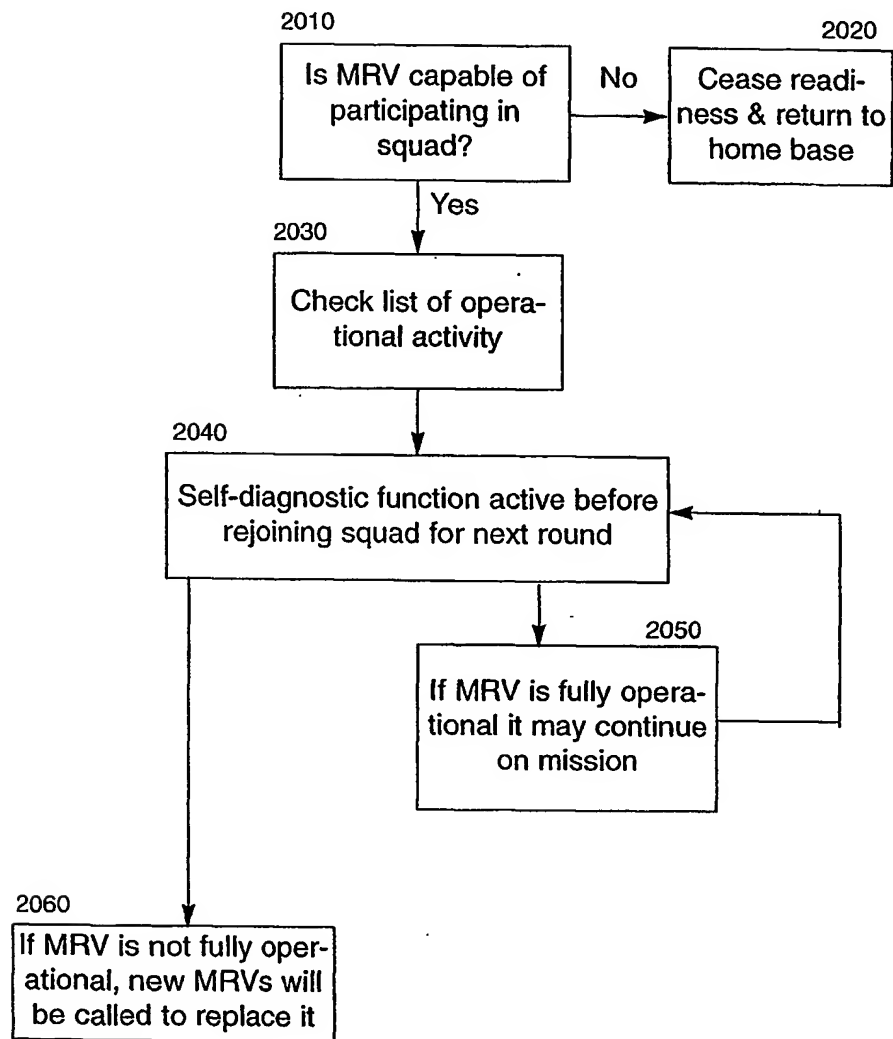 2010
Is MRV capable of
participating in
squad?
No
2020
Cease readi-
ness & return to
home base
Yes
2030
Check list of opera-
tional activity
2040
Self-diagnostic function active before
rejoining squad for next round
2050
If MRV is fully opera-
tional it may continue
on mission
2060
If MRV is not fully oper-
ational, new MRVs will
be called to replace it